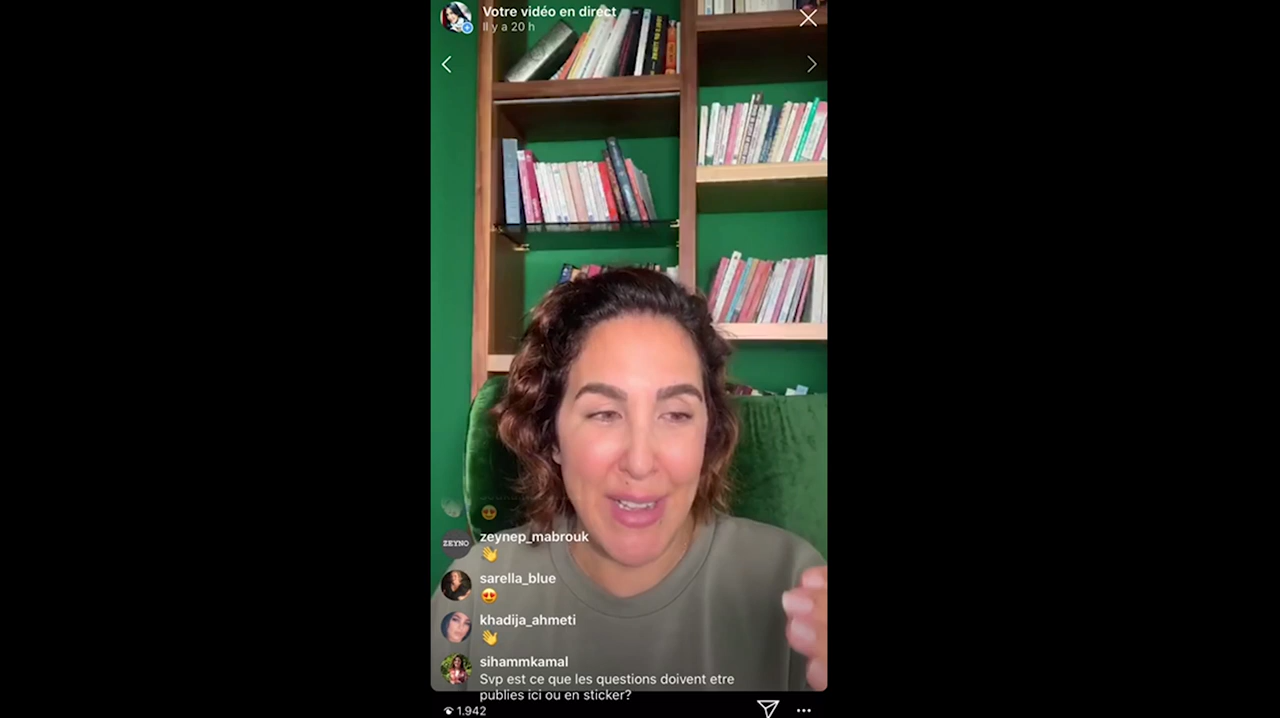 Votre vidéo en direct
Il y a 20 h
ZEYNO
zeynep_mabrouk
👋
sarella_blue
😍
khadija_ahmeti
👋
sihammkamal
Svp est ce que les questions doivent etre
publies ici ou en sticker?
1.942